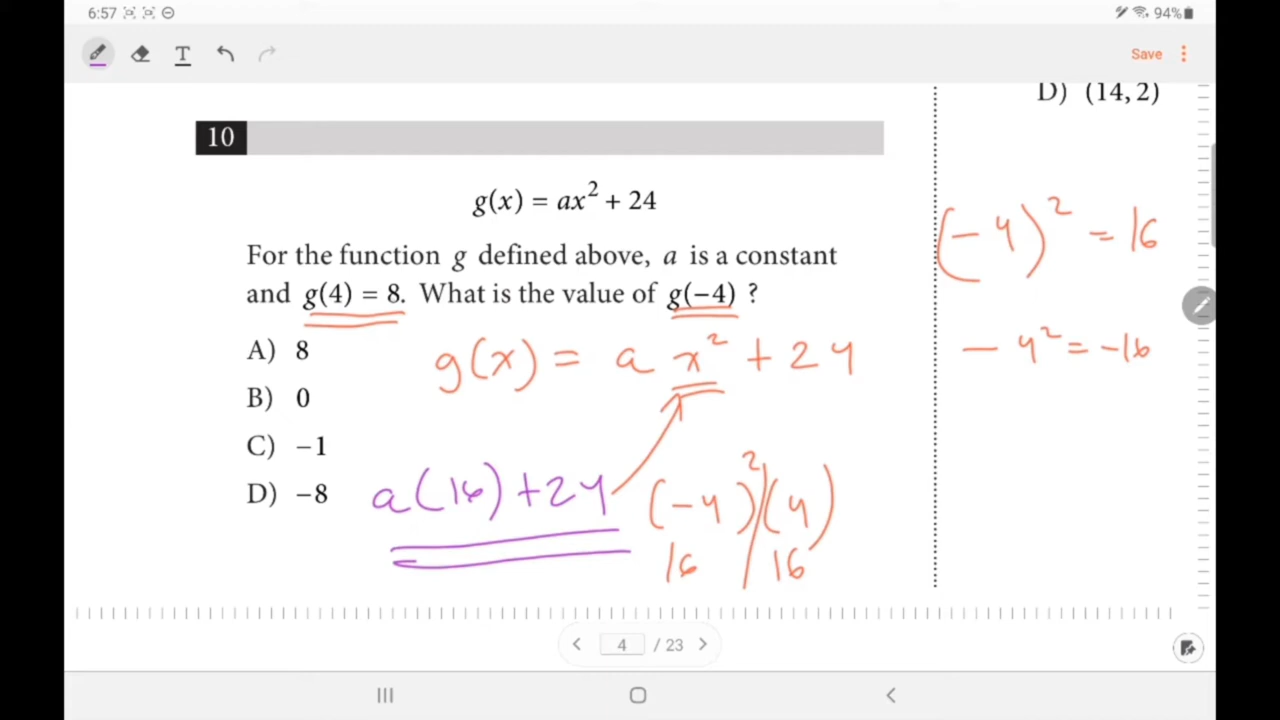 6:57 94%
T Save
D) (14, 2)
10
g(x) = ax² + 24
For the function g defined above, a is a constant
and g(4) = 8. What is the value of g(−4) ?
A) 8
B) 0
C) −1
D) −8
g(x) = a x² + 24
a(16) + 24
(−4)² / (4)
16 / 16
(−4)² = 16
− 4² = −16
4 / 23